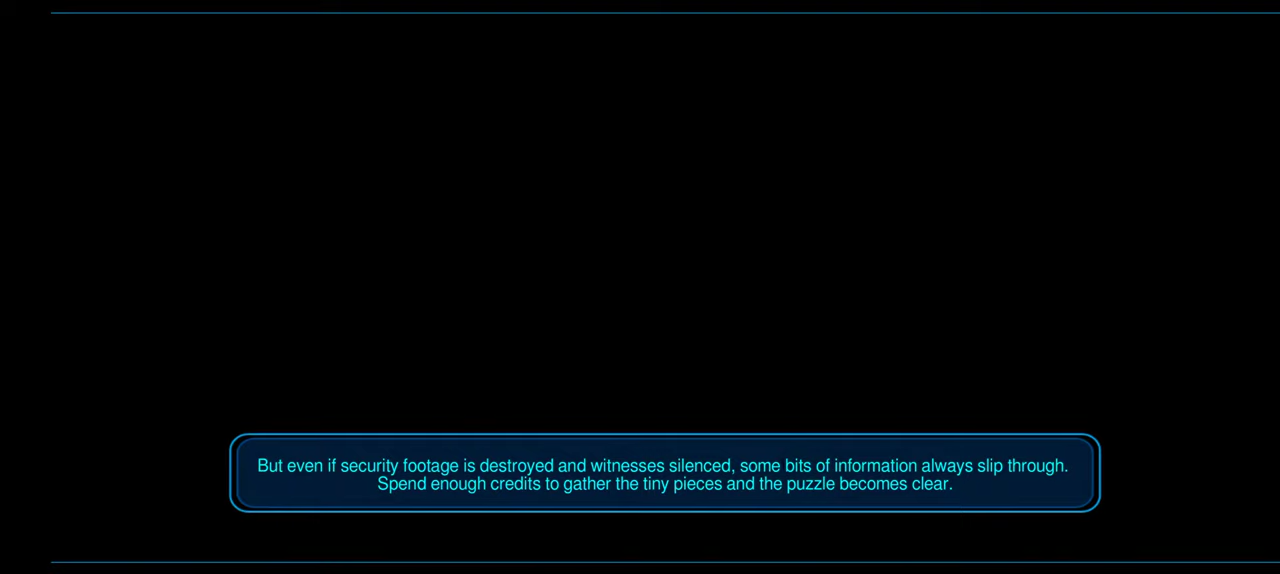 But even if security footage is destroyed and witnesses silenced, some bits of information always slip through.
Spend enough credits to gather the tiny pieces and the puzzle becomes clear.